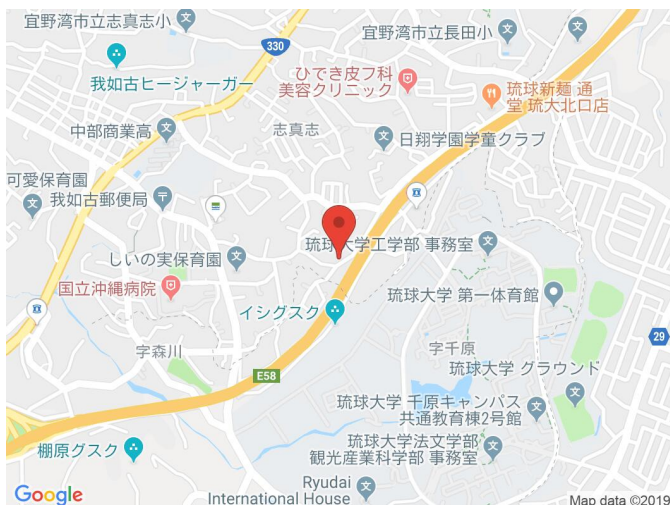 宜野湾市立志真志小
宜野湾市立長田小
330
我如古ヒージャーガー
ひでき皮フ科
美容クリニック
琉球新麺 通
堂 琉大北口店
中部商業高
志真志
日翔学園学童クラブ
可愛保育園
我如古郵便局
琉球大学工学部 事務室
しいの実保育園
国立沖縄病院
琉球大学 第一体育館
イシグスク
29
字森川
字千原
琉球大学 グラウンド
E58
琉球大学 千原キャンパス
共通教育棟2号館
棚原グスク
琉球大学法文学部
観光産業科学部 事務室
Ryudai
International House
Google
Map data ©2019